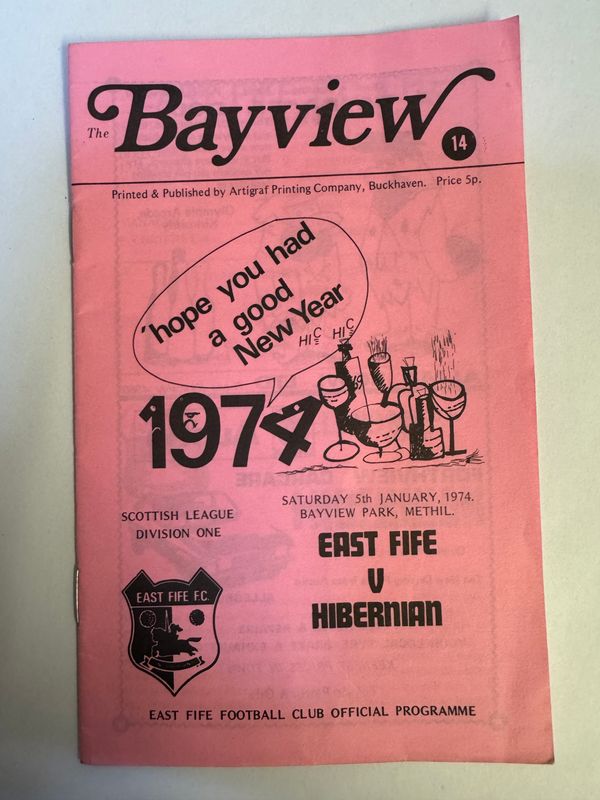 The Bayview 14
Printed & Published by Artigraf Printing Company, Buckhaven. Price 5p.
'hope you had
a good
New Year
HIC HIC
1974
SATURDAY 5th JANUARY, 1974.
BAYVIEW PARK, METHIL.
SCOTTISH LEAGUE
DIVISION ONE
EAST FIFE
V
HIBERNIAN
EAST FIFE F.C.
EAST FIFE FOOTBALL CLUB OFFICIAL PROGRAMME